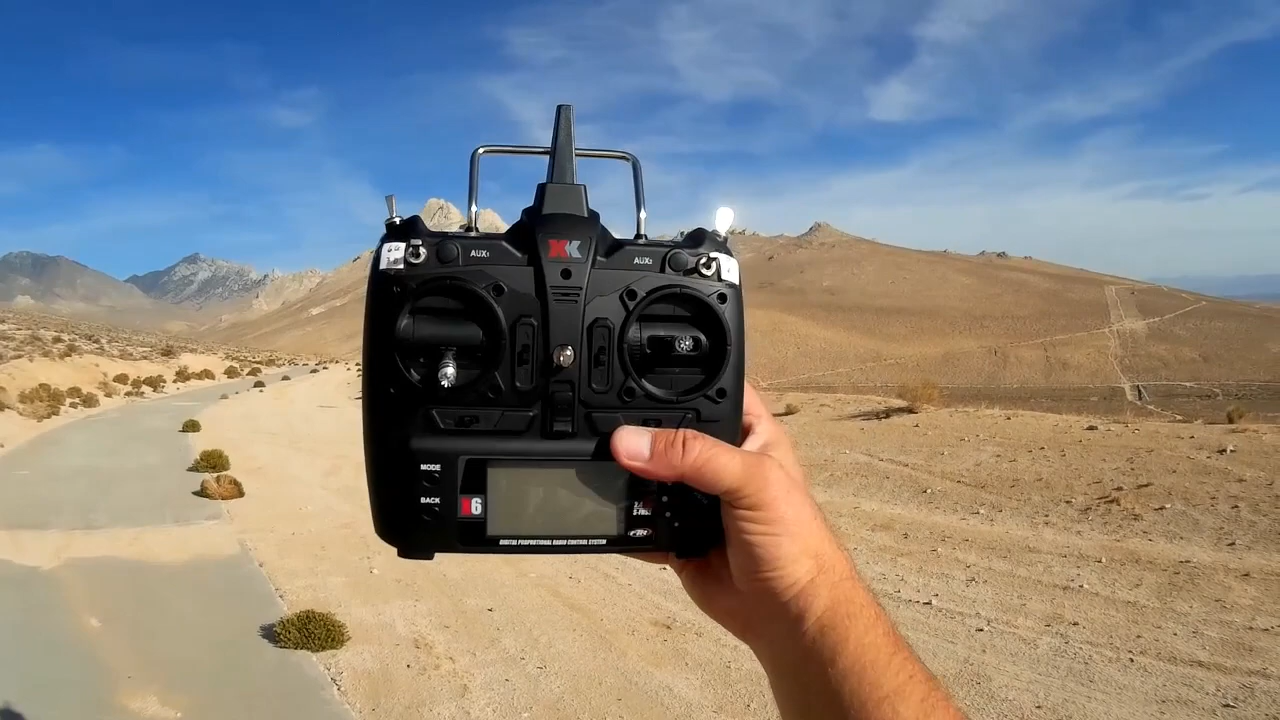 AUX1
XK
AUX2
MODE
BACK
X6
DIGITAL PROPORTIONAL RADIO CONTROL SYSTEM